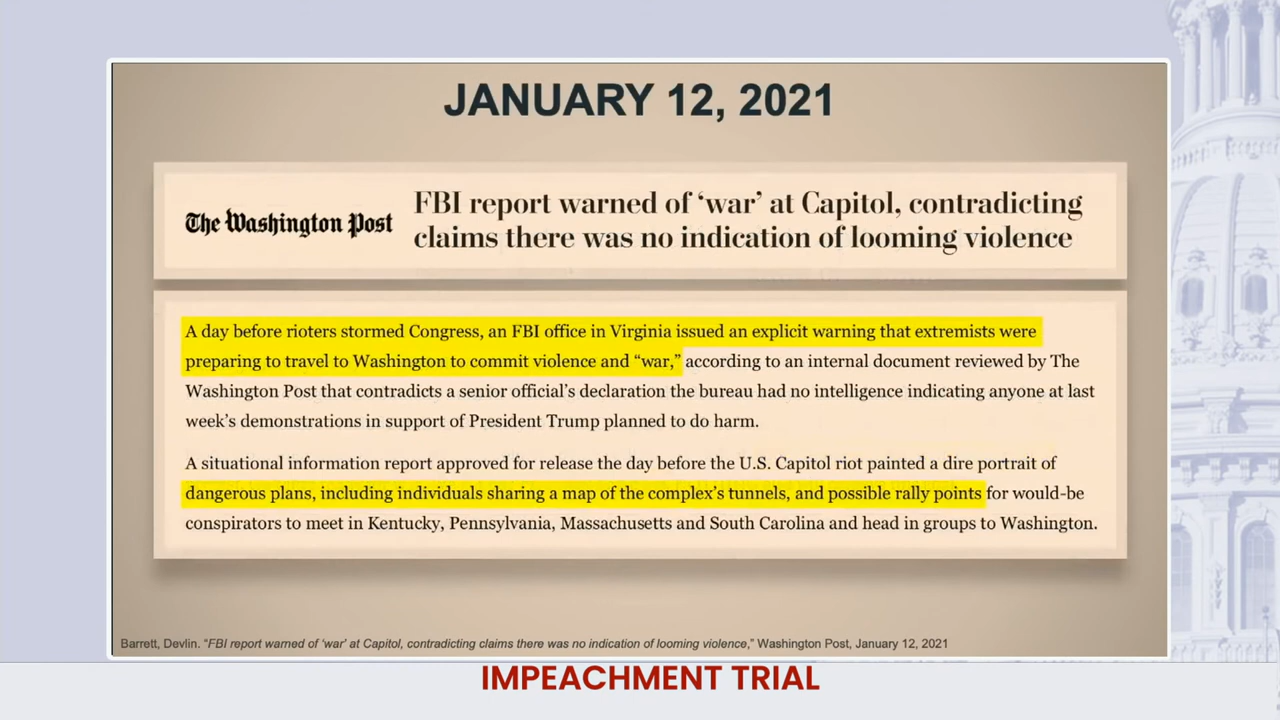 JANUARY 12, 2021
The Washington Post
FBI report warned of ‘war’ at Capitol, contradicting
claims there was no indication of looming violence
A day before rioters stormed Congress, an FBI office in Virginia issued an explicit warning that extremists were
preparing to travel to Washington to commit violence and “war,” according to an internal document reviewed by The
Washington Post that contradicts a senior official’s declaration the bureau had no intelligence indicating anyone at last
week’s demonstrations in support of President Trump planned to do harm.
A situational information report approved for release the day before the U.S. Capitol riot painted a dire portrait of
dangerous plans, including individuals sharing a map of the complex’s tunnels, and possible rally points for would-be
conspirators to meet in Kentucky, Pennsylvania, Massachusetts and South Carolina and head in groups to Washington.
Barrett, Devlin. “FBI report warned of ‘war’ at Capitol, contradicting claims there was no indication of looming violence,” Washington Post, January 12, 2021
IMPEACHMENT TRIAL